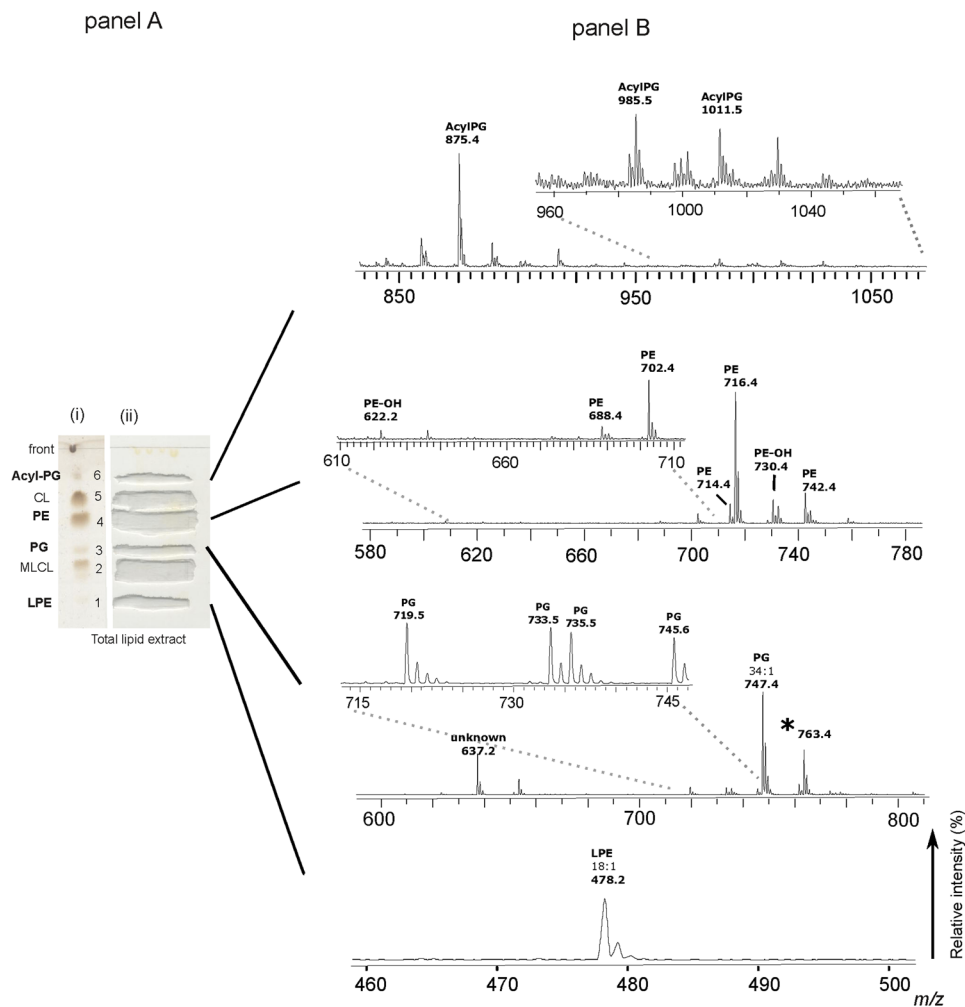 panel A
panel B
AcylPG
875.4
AcylPG
985.5
AcylPG
1011.5
960 1000 1040
850 950 1050
(i) (ii)
front
Acyl-PG 6
CL 5
PE 4
PG 3
MLCL 2
LPE 1
Total lipid extract
PE-OH
622.2
PE
688.4
PE
702.4
610 660 710
PE
714.4
PE
716.4
PE-OH
730.4
PE
742.4
580 620 660 700 740 780
PG
719.5
PG
733.5
PG
735.5
PG
745.6
715 730 745
unknown
637.2
PG
34:1
747.4
* 763.4
600 700 800
LPE
18:1
478.2
460 470 480 490 500
m/z
Relative intensity (%)